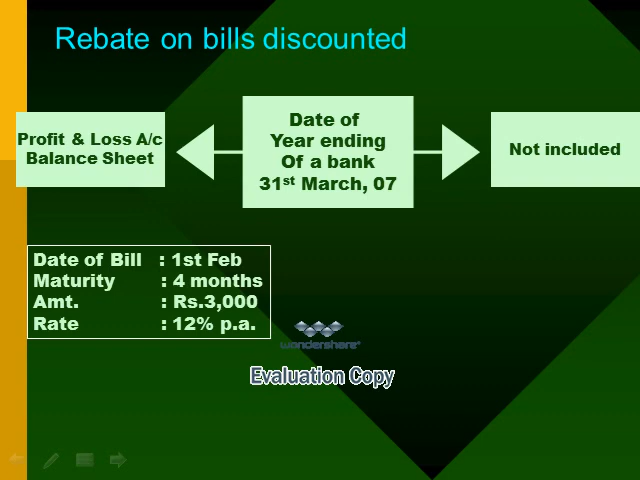 Rebate on bills discounted
Profit & Loss A/c
Balance Sheet
Date of
Year ending
Of a bank
31st March, 07
Not included
Date of Bill : 1st Feb
Maturity : 4 months
Amt. : Rs.3,000
Rate : 12% p.a.
wondershare®
Evaluation Copy